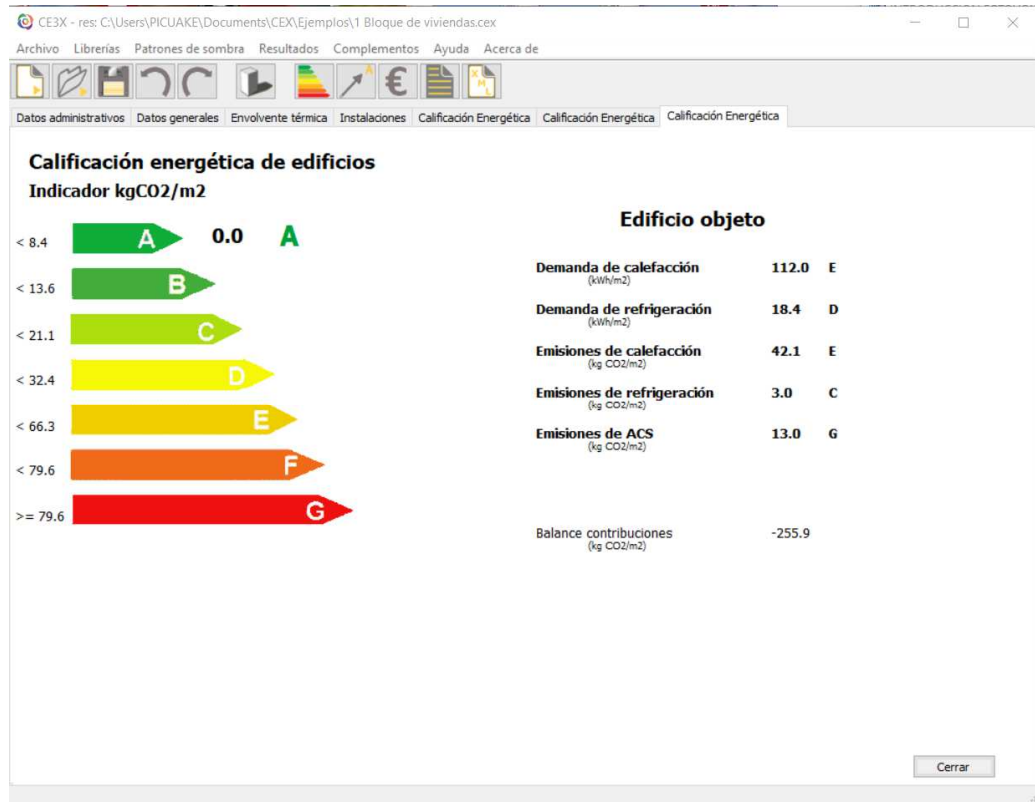 CE3X - res: C:\Users\PICUAKE\Documents\CEX\Ejemplos\1 Bloque de viviendas.cex
Archivo Librerías Patrones de sombra Resultados Complementos Ayuda Acerca de
Datos administrativos Datos generales Envolvente térmica Instalaciones Calificación Energética Calificación Energética Calificación Energética
Calificación energética de edificios
Indicador kgCO2/m2
Edificio objeto
< 8.4 A 0.0 A
< 13.6 B
< 21.1 C
< 32.4 D
< 66.3 E
< 79.6 F
>= 79.6 G
Demanda de calefacción 112.0 E
(kWh/m2)
Demanda de refrigeración 18.4 D
(kWh/m2)
Emisiones de calefacción 42.1 E
(kg CO2/m2)
Emisiones de refrigeración 3.0 C
(kg CO2/m2)
Emisiones de ACS 13.0 G
(kg CO2/m2)
Balance contribuciones -255.9
(kg CO2/m2)
Cerrar